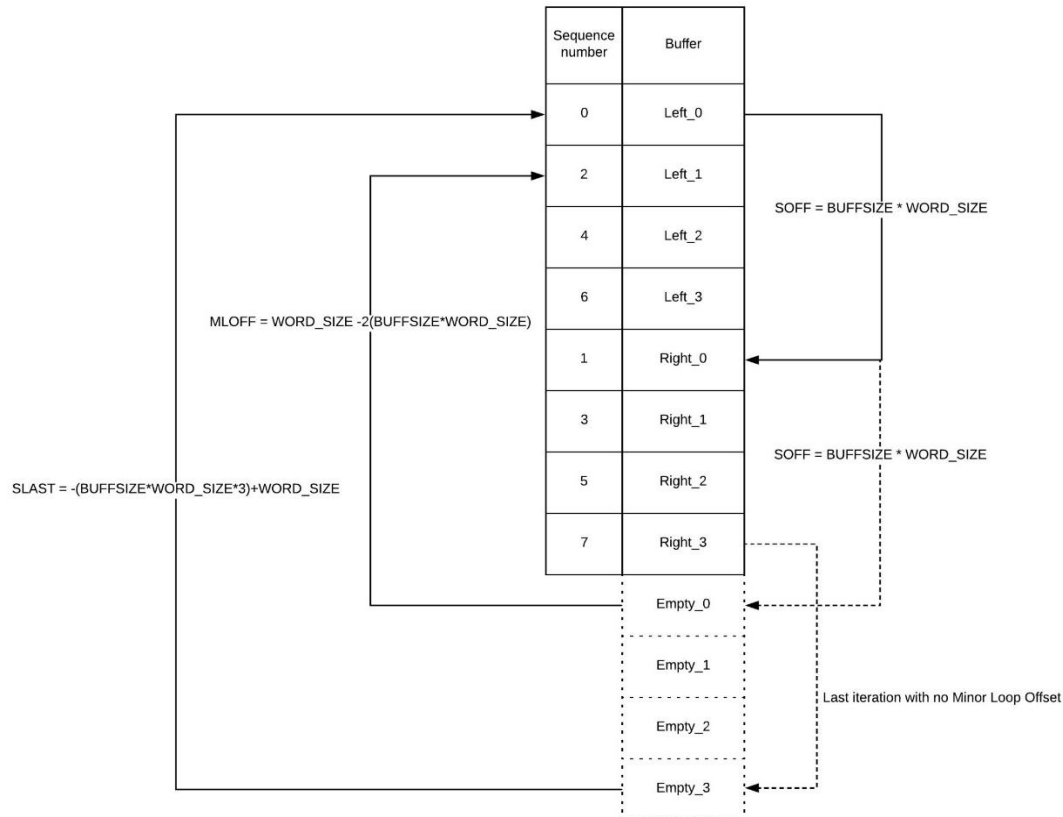 Sequence number Buffer
0 Left_0
2 Left_1
SOFF = BUFFSIZE * WORD_SIZE
4 Left_2
6 Left_3
MLOFF = WORD_SIZE -2(BUFFSIZE*WORD_SIZE)
1 Right_0
3 Right_1
SOFF = BUFFSIZE * WORD_SIZE
5 Right_2
SLAST = -(BUFFSIZE*WORD_SIZE*3)+WORD_SIZE
7 Right_3
Empty_0
Empty_1
Last iteration with no Minor Loop Offset
Empty_2
Empty_3